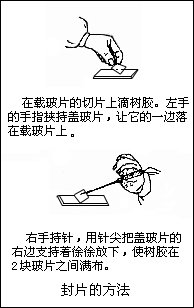 在载玻片的切片上滴树胶。左手
的手指挟持盖玻片，让它的一边落
在载玻片上。
右手持针，用针尖把盖玻片的
右边支持着徐徐放下，使树胶在
2块玻片之间满布。
封片的方法